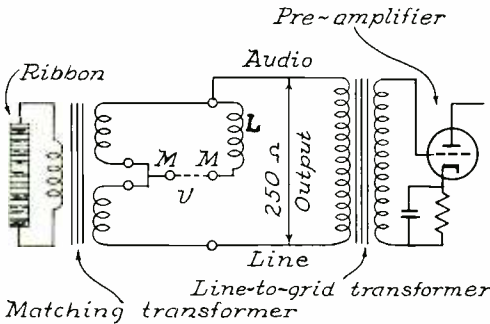 Pre-amplifier
Ribbon
Audio
L
M M
V
250 Ω
Output
Line
Line-to-grid transformer
Matching transformer